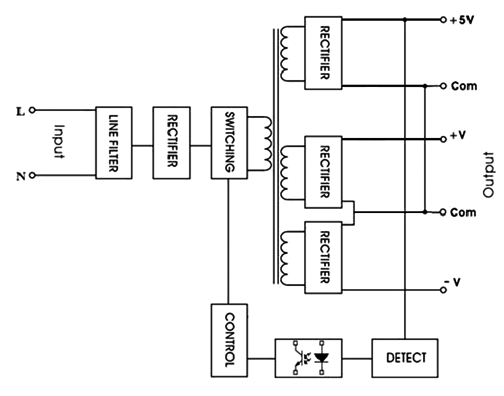 RECTIFIER
+5V
Com
L
Input
N
LINE FILTER
RECTIFIER
SWITCHING
RECTIFIER
+V
Output
Com
RECTIFIER
-V
CONTROL
DETECT